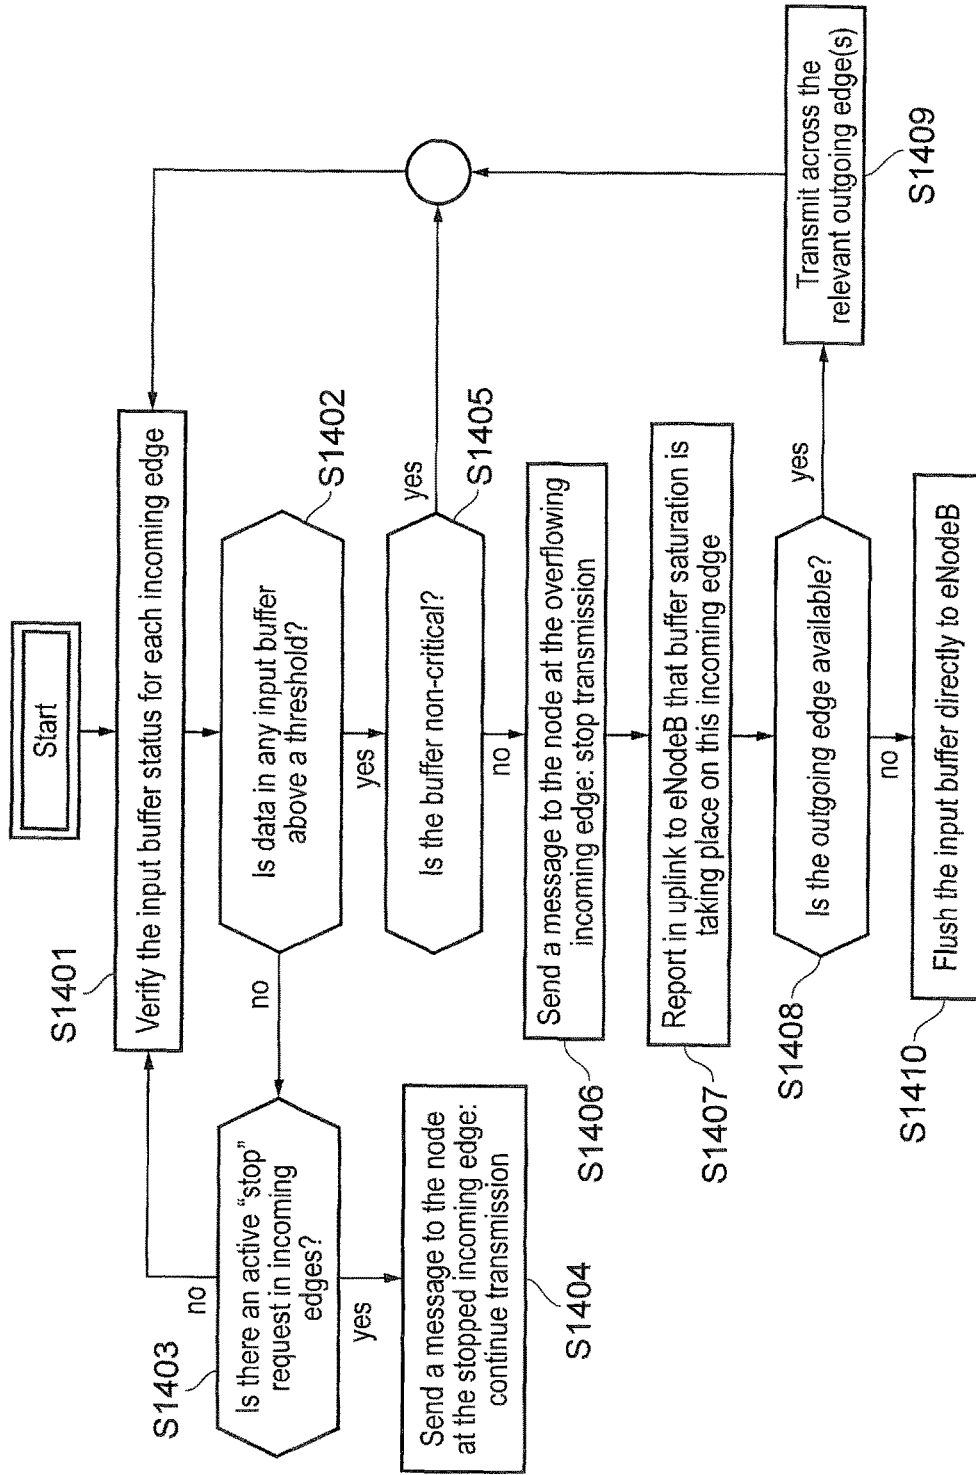 Start
S1401
Verify the input buffer status for each incoming edge
Is data in any input buffer
above a threshold?
S1402
no
yes
S1403
Is there an active “stop”
request in incoming
edges?
no
yes
Send a message to the node
at the stopped incoming edge:
continue transmission
S1404
Is the buffer non-critical?
S1405
yes
no
Send a message to the node at the overflowing
incoming edge: stop transmission
S1406
Report in uplink to eNodeB that buffer saturation is
taking place on this incoming edge
S1407
Is the outgoing edge available?
S1408
yes
no
Transmit across the
relevant outgoing edge(s)
S1409
Flush the input buffer directly to eNodeB
S1410